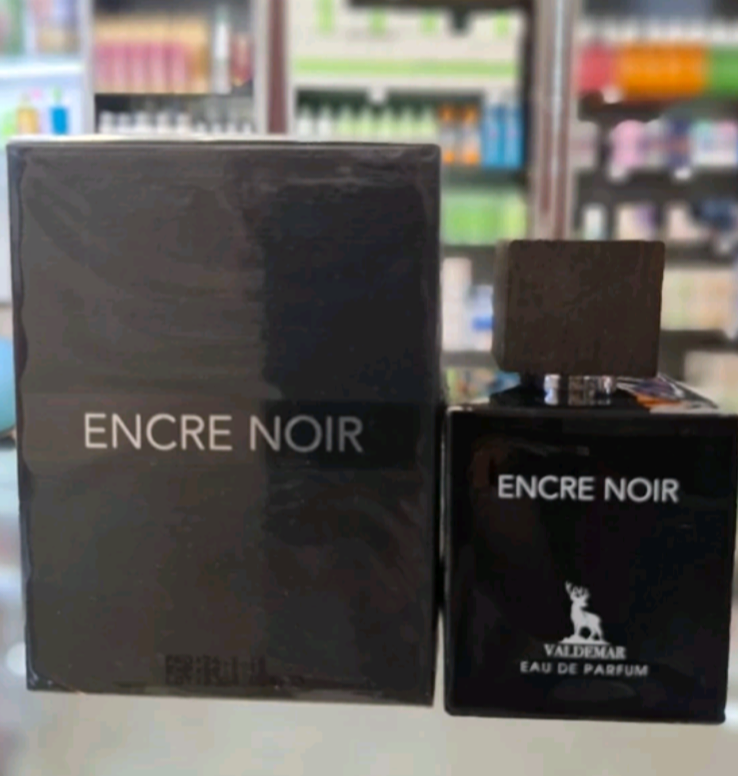 ENCRE NOIR
ENCRE NOIR
VALDEMAR
EAU DE PARFUM